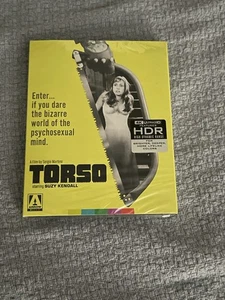 Enter...
if you dare
the bizarre
world of the
psychosexual
mind.
4K ULTRA HD
HDR
A film by Sergio Martino
TORSO
starring SUZY KENDALL
ARROW